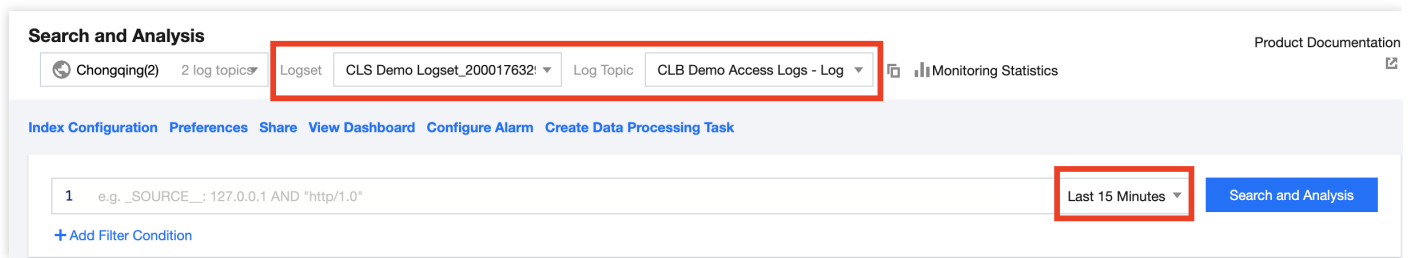 Search and Analysis
Product Documentation
Chongqing(2) 2 log topics Logset CLS Demo Logset_200017632 Log Topic CLB Demo Access Logs - Log Monitoring Statistics
Index Configuration Preferences Share View Dashboard Configure Alarm Create Data Processing Task
1 e.g. _SOURCE__: 127.0.0.1 AND "http/1.0" Last 15 Minutes Search and Analysis
+ Add Filter Condition